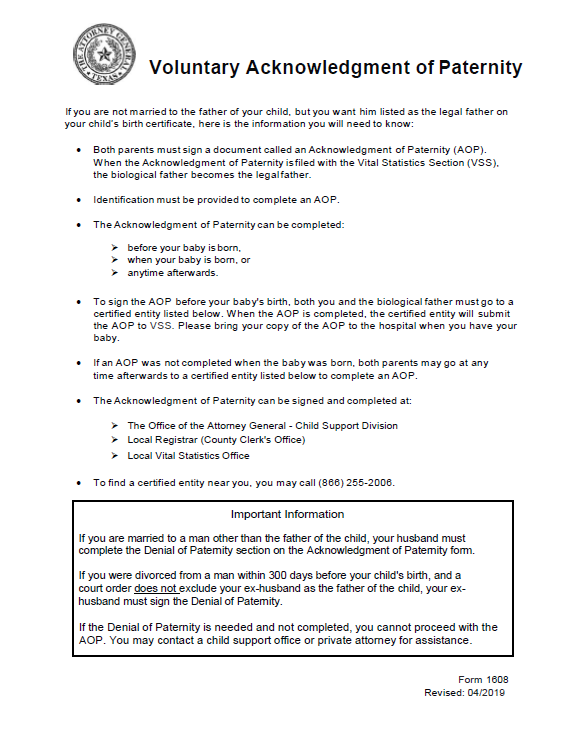 THE ATTORNEY GENERAL
TEXAS
Voluntary Acknowledgment of Paternity
If you are not married to the father of your child, but you want him listed as the legal father on
your child's birth certificate, here is the information you will need to know:
• Both parents must sign a document called an Acknowledgment of Paternity (AOP).
When the Acknowledgment of Paternity is filed with the Vital Statistics Section (VSS),
the biological father becomes the legal father.
• Identification must be provided to complete an AOP.
• The Acknowledgment of Paternity can be completed:
➢ before your baby is born,
➢ when your baby is born, or
➢ anytime afterwards.
• To sign the AOP before your baby's birth, both you and the biological father must go to a
certified entity listed below. When the AOP is completed, the certified entity will submit
the AOP to VSS. Please bring your copy of the AOP to the hospital when you have your
baby.
• If an AOP was not completed when the baby was born, both parents may go at any
time afterwards to a certified entity listed below to complete an AOP.
• The Acknowledgment of Paternity can be signed and completed at:
➢ The Office of the Attorney General - Child Support Division
➢ Local Registrar (County Clerk's Office)
➢ Local Vital Statistics Office
• To find a certified entity near you, you may call (866) 255-2006.
Important Information
If you are married to a man other than the father of the child, your husband must
complete the Denial of Paternity section on the Acknowledgment of Paternity form.
If you were divorced from a man within 300 days before your child's birth, and a
court order does not exclude your ex-husband as the father of the child, your ex-
husband must sign the Denial of Paternity.
If the Denial of Paternity is needed and not completed, you cannot proceed with the
AOP. You may contact a child support office or private attorney for assistance.
Form 1608
Revised: 04/2019